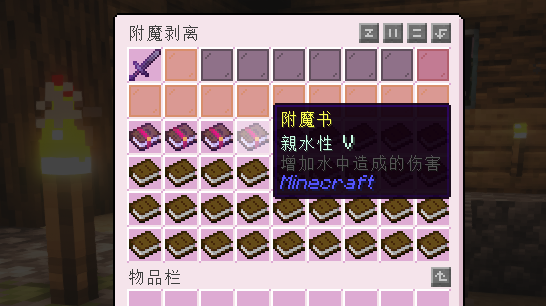 附魔剥离
附魔书
親水性 V
增加水中造成的伤害
Minecraft
物品栏